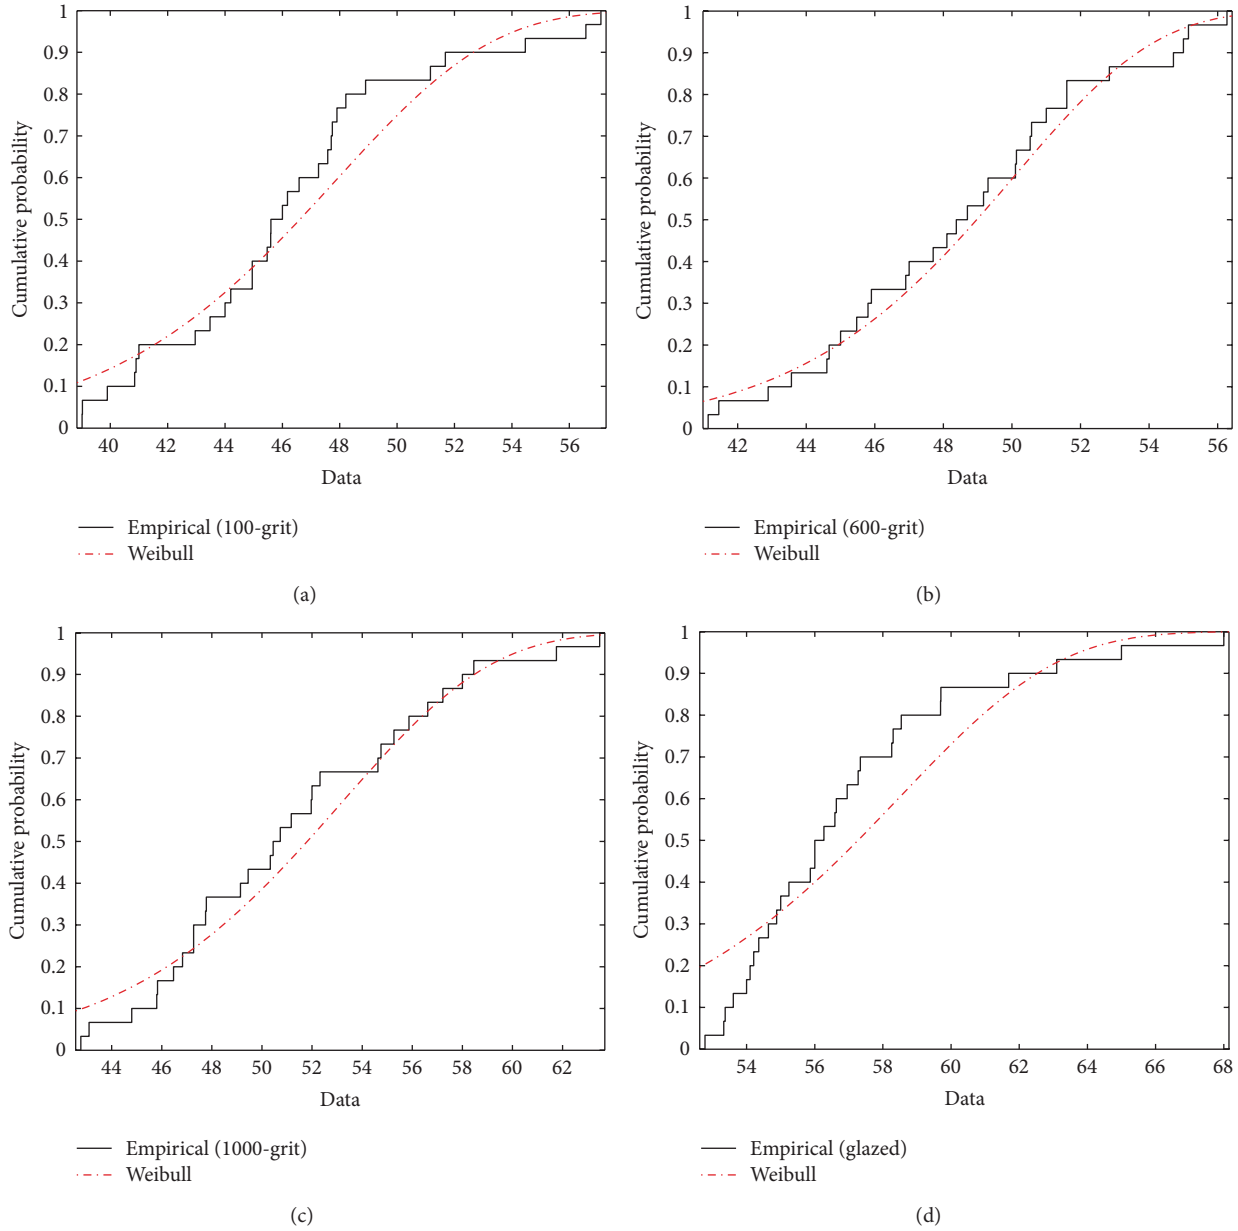 1
0.9
0.8
0.7
0.6
0.5
0.4
0.3
0.2
0.1
0
Cumulative probability
40 42 44 46 48 50 52 54 56
Data
Empirical (100-grit)
Weibull
(a)
1
0.9
0.8
0.7
0.6
0.5
0.4
0.3
0.2
0.1
0
Cumulative probability
42 44 46 48 50 52 54 56
Data
Empirical (600-grit)
Weibull
(b)
1
0.9
0.8
0.7
0.6
0.5
0.4
0.3
0.2
0.1
0
Cumulative probability
44 46 48 50 52 54 56 58 60 62
Data
Empirical (1000-grit)
Weibull
(c)
1
0.9
0.8
0.7
0.6
0.5
0.4
0.3
0.2
0.1
0
Cumulative probability
54 56 58 60 62 64 66 68
Data
Empirical (glazed)
Weibull
(d)